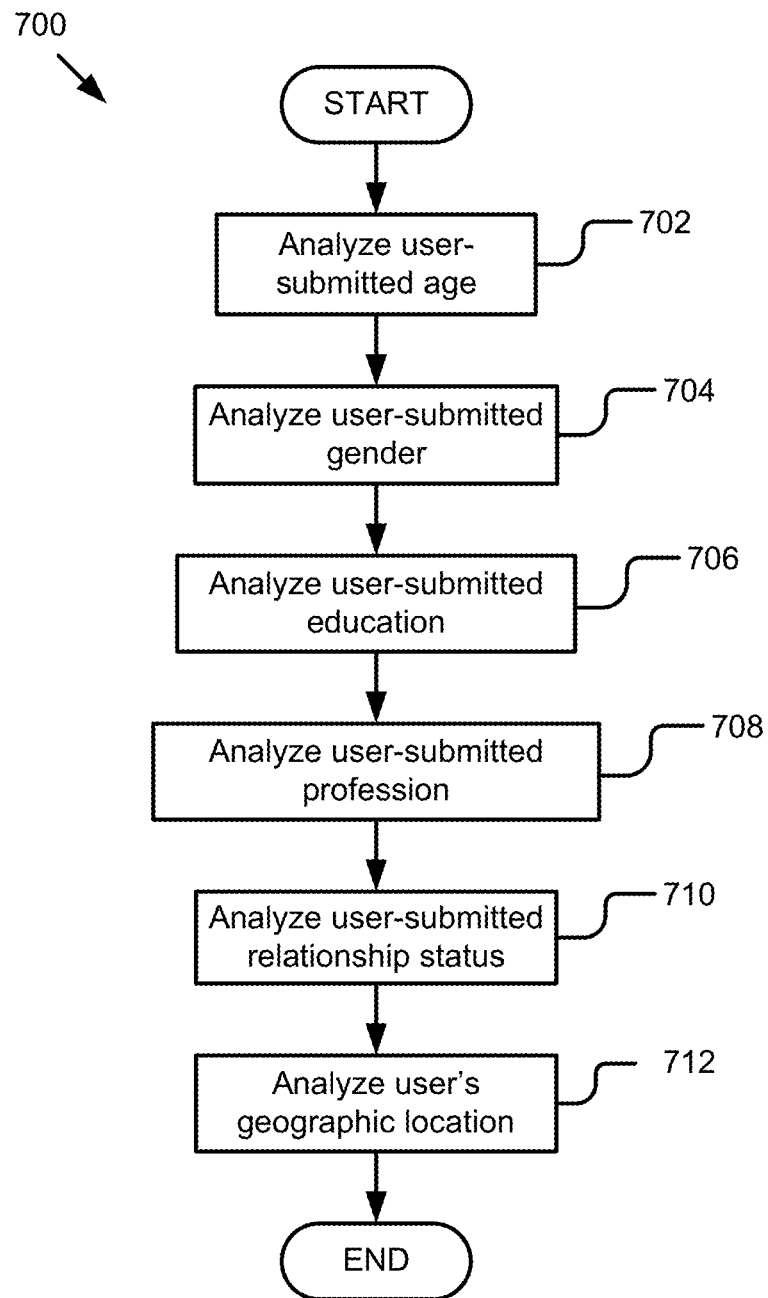 700
START
Analyze user-
submitted age
702
Analyze user-submitted
gender
704
Analyze user-submitted
education
706
Analyze user-submitted
profession
708
Analyze user-submitted
relationship status
710
Analyze user’s
geographic location
712
END